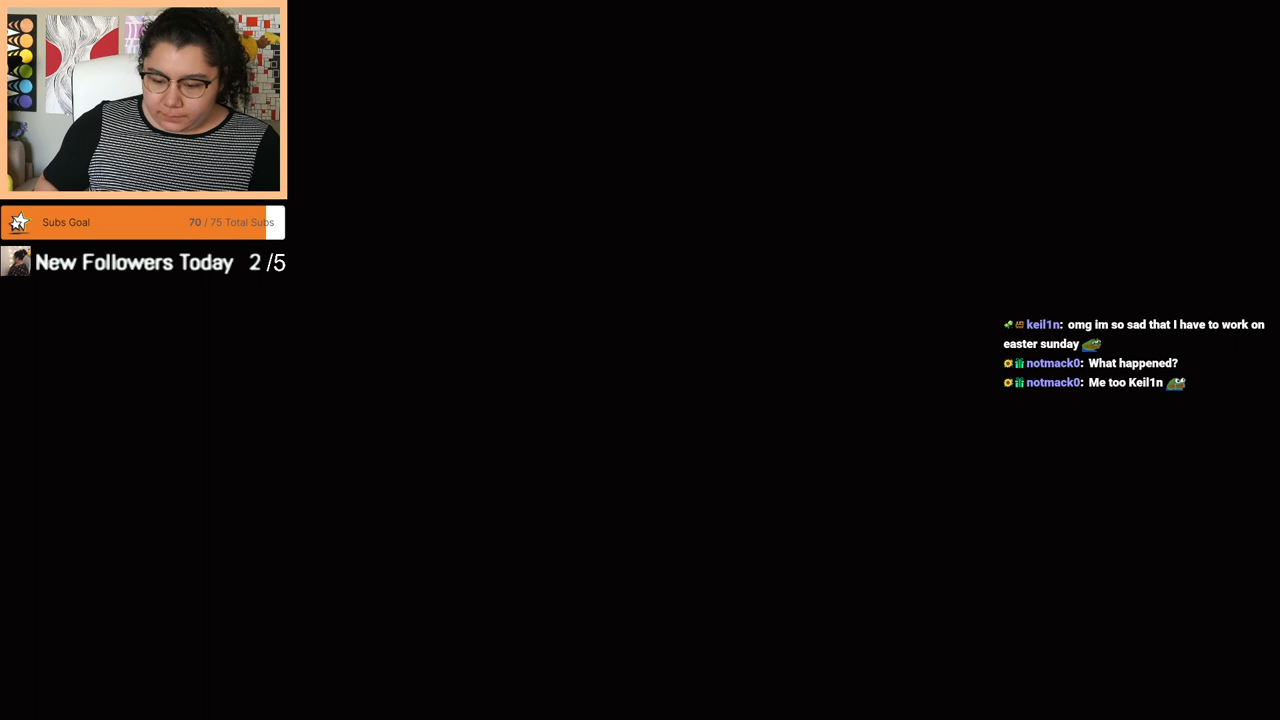 Subs Goal 70 / 75 Total Subs
New Followers Today 2 /5
keil1n: omg im so sad that I have to work on
easter sunday
notmack0: What happened?
notmack0: Me too Keil1n